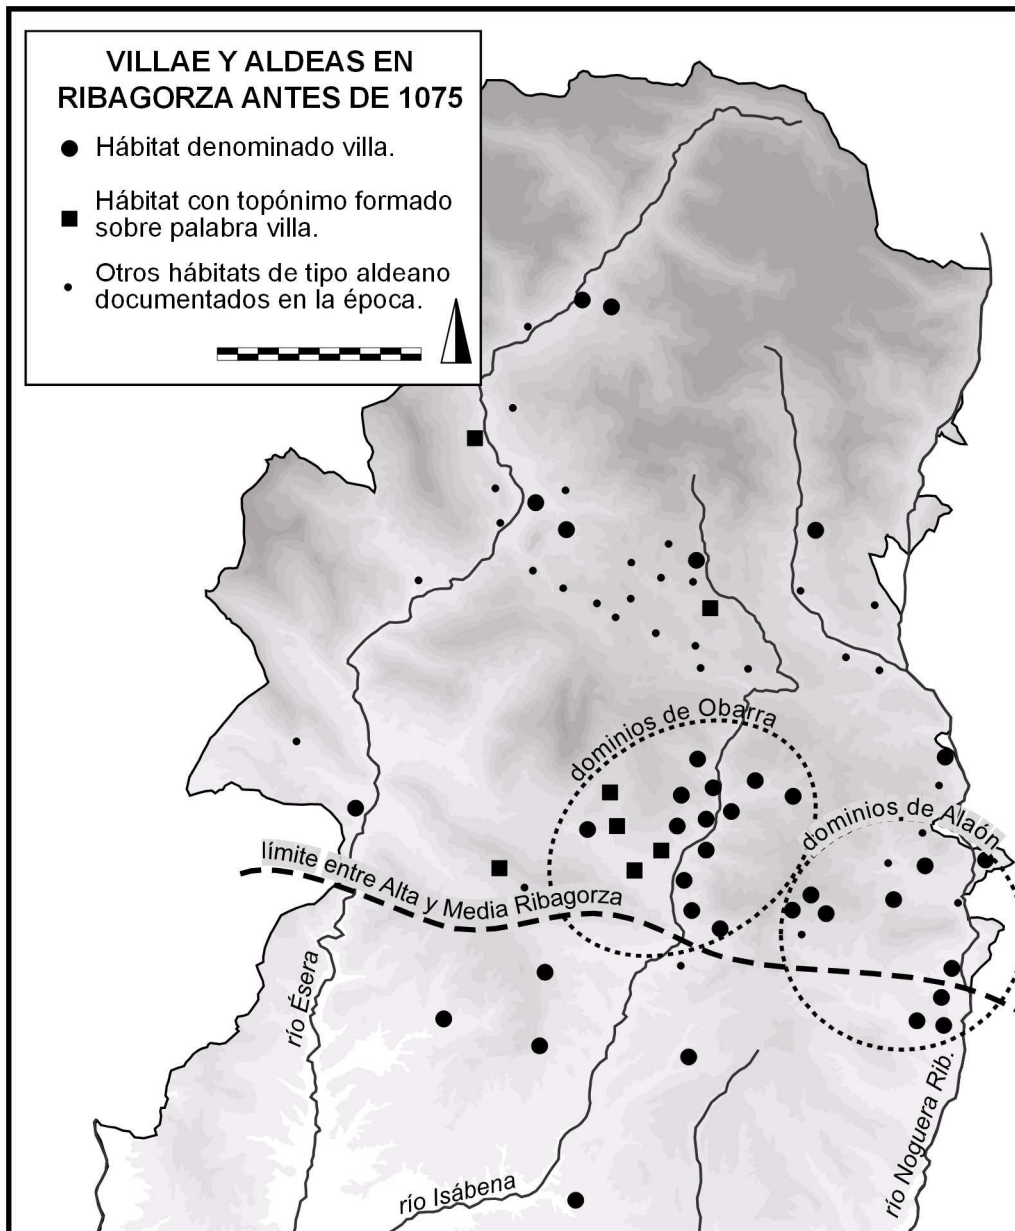 VILLAE Y ALDEAS EN
RIBAGORZA ANTES DE 1075
Hábitat denominado villa.
Hábitat con topónimo formado
sobre palabra villa.
Otros hábitats de tipo aldeano
documentados en la época.
dominios de Obarra
dominios de Alaón
límite entre Alta y Media Ribagorza
río Ésera
río Isábena
río Noguera Rib.